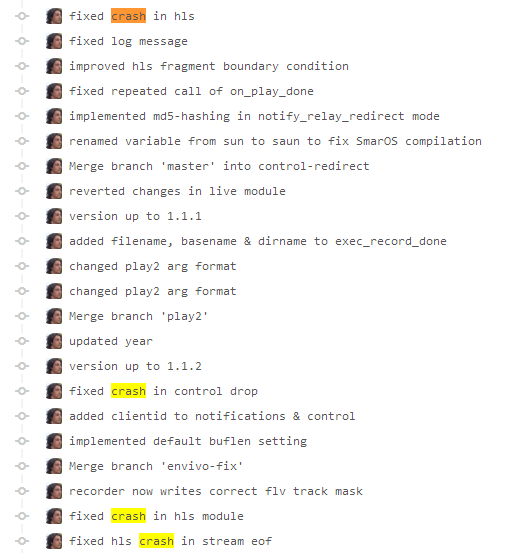 fixed crash in hls
fixed log message
improved hls fragment boundary condition
fixed repeated call of on_play_done
implemented md5-hashing in notify_relay_redirect mode
renamed variable from sun to saun to fix SmarOS compilation
Merge branch 'master' into control-redirect
reverted changes in live module
version up to 1.1.1
added filename, basename & dirname to exec_record_done
changed play2 arg format
changed play2 arg format
Merge branch 'play2'
updated year
version up to 1.1.2
fixed crash in control drop
added clientid to notifications & control
implemented default buflen setting
Merge branch 'envivo-fix'
recorder now writes correct flv track mask
fixed crash in hls module
fixed hls crash in stream eof